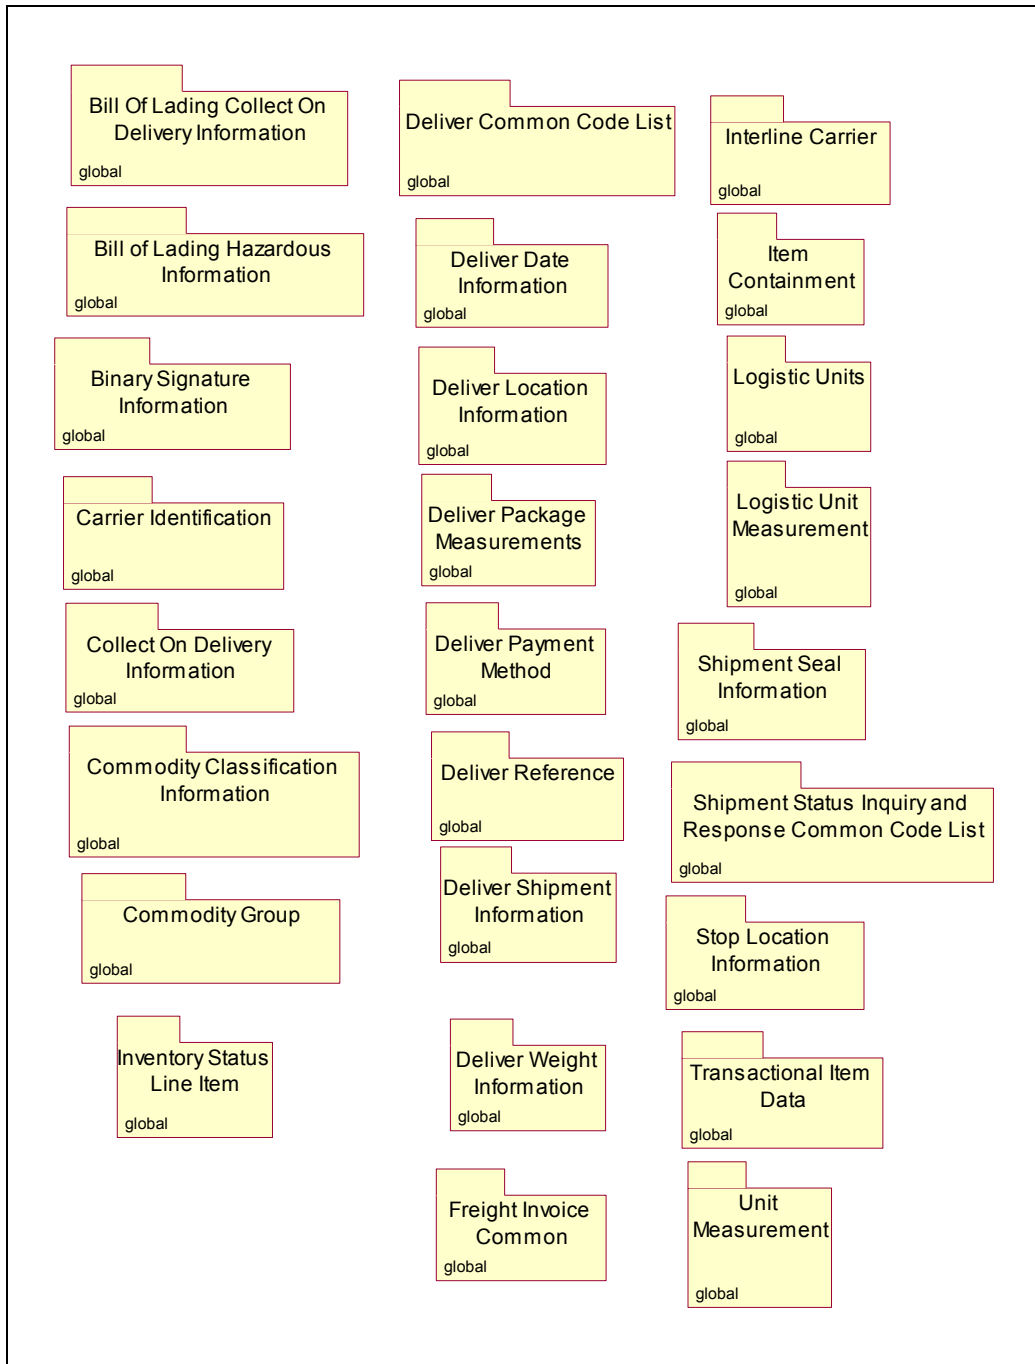 Bill Of Lading Collect On
Delivery Information
global
Bill of Lading Hazardous
Information
global
Binary Signature
Information
global
Carrier Identification
global
Collect On Delivery
Information
global
Commodity Classification
Information
global
Commodity Group
global
Inventory Status
Line Item
global
Deliver Common Code List
global
Deliver Date
Information
global
Deliver Location
Information
global
Deliver Package
Measurements
global
Deliver Payment
Method
global
Deliver Reference
global
Deliver Shipment
Information
global
Deliver Weight
Information
global
Freight Invoice
Common
global
Interline Carrier
global
Item
Containment
global
Logistic Units
global
Logistic Unit
Measurement
global
Shipment Seal
Information
global
Shipment Status Inquiry and
Response Common Code List
global
Stop Location
Information
global
Transactional Item
Data
global
Unit
Measurement
global